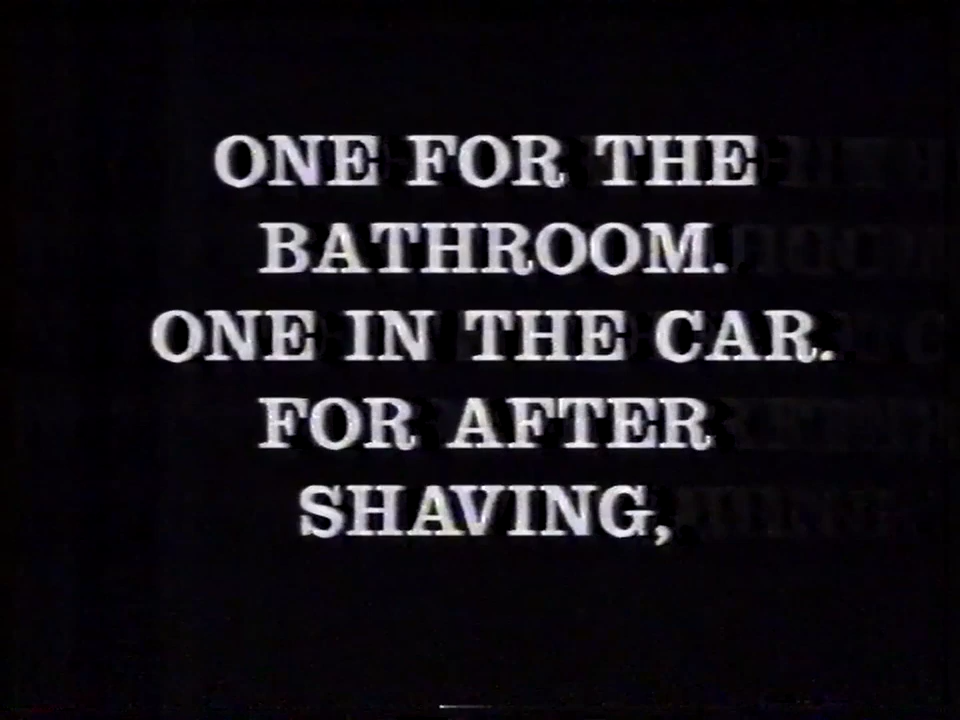 ONE FOR THE
BATHROOM.
ONE IN THE CAR.
FOR AFTER
SHAVING,